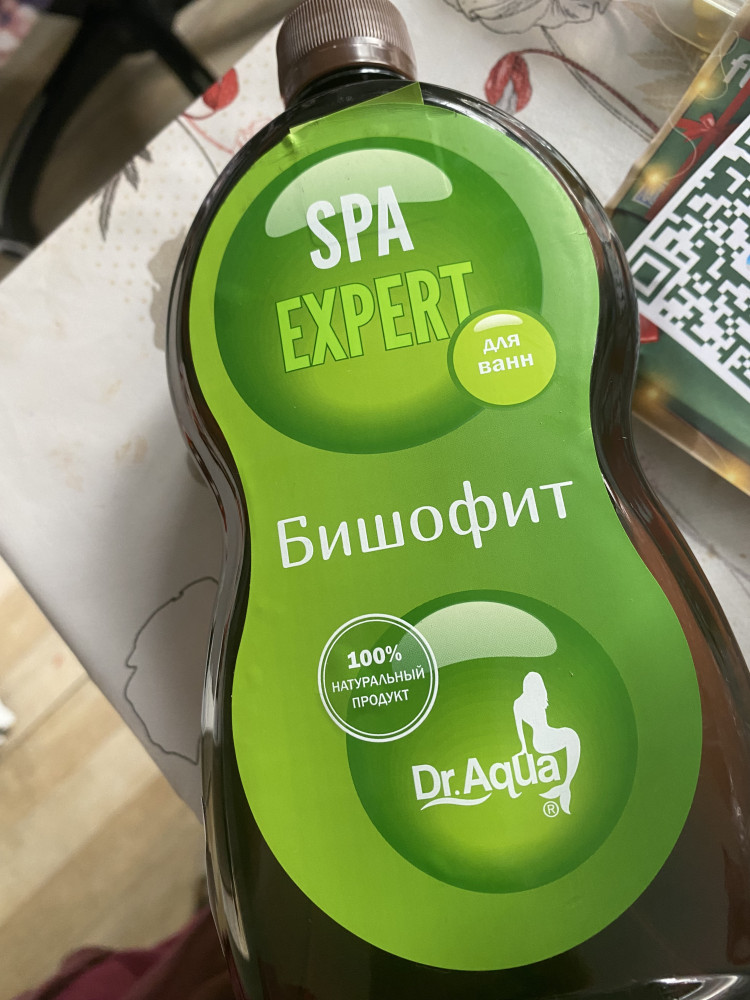 SPA
EXPERT
для
ванн
Бишофит
100%
НАТУРАЛЬНЫЙ
ПРОДУКТ
Dr.Aqua
®